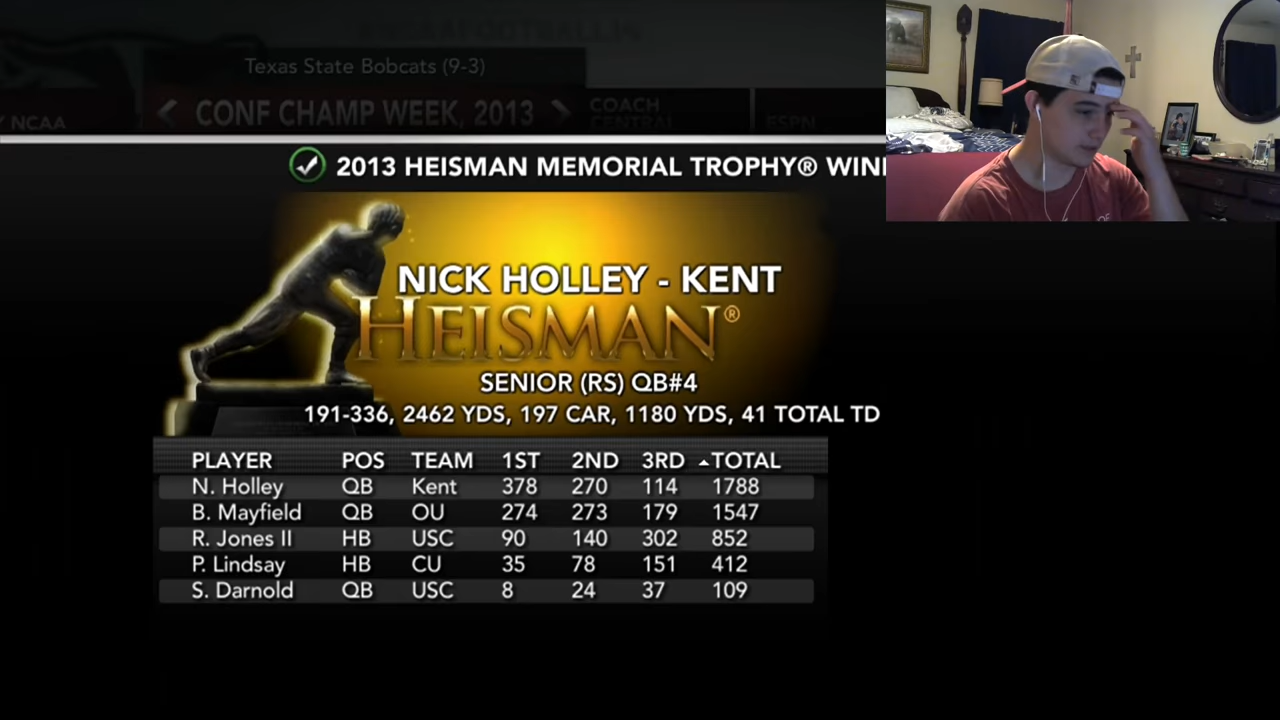 Texas State Bobcats (9-3)
NCAA
CONF CHAMP WEEK, 2013
COACH
CENTRAL
ESPN
2013 HEISMAN MEMORIAL TROPHY® WIN
NICK HOLLEY - KENT
HEISMAN®
SENIOR (RS) QB#4
191-336, 2462 YDS, 197 CAR, 1180 YDS, 41 TOTAL TD
PLAYER POS TEAM 1ST 2ND 3RD TOTAL
N. Holley QB Kent 378 270 114 1788
B. Mayfield QB OU 274 273 179 1547
R. Jones II HB USC 90 140 302 852
P. Lindsay HB CU 35 78 151 412
S. Darnold QB USC 8 24 37 109